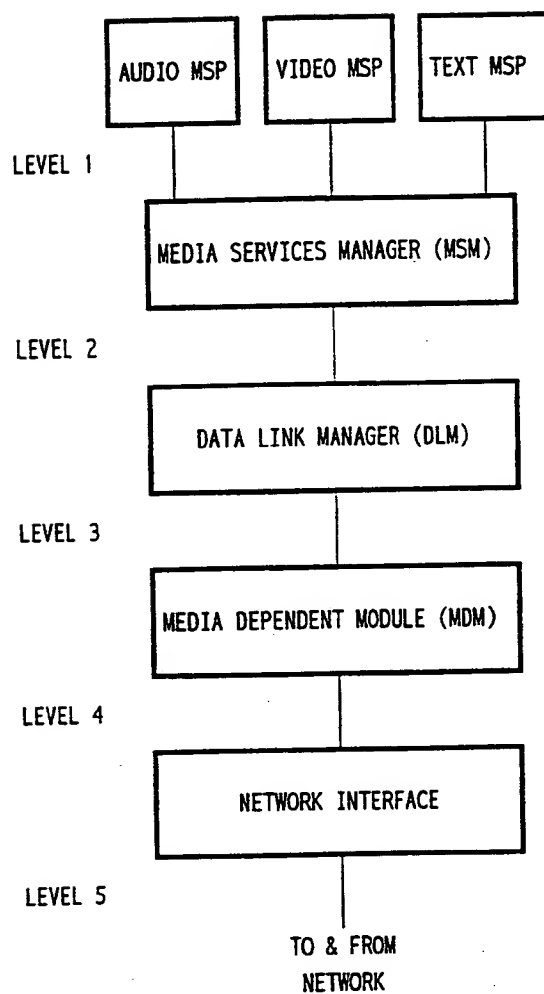 AUDIO MSP
VIDEO MSP
TEXT MSP
LEVEL 1
MEDIA SERVICES MANAGER (MSM)
LEVEL 2
DATA LINK MANAGER (DLM)
LEVEL 3
MEDIA DEPENDENT MODULE (MDM)
LEVEL 4
NETWORK INTERFACE
LEVEL 5
TO & FROM
NETWORK